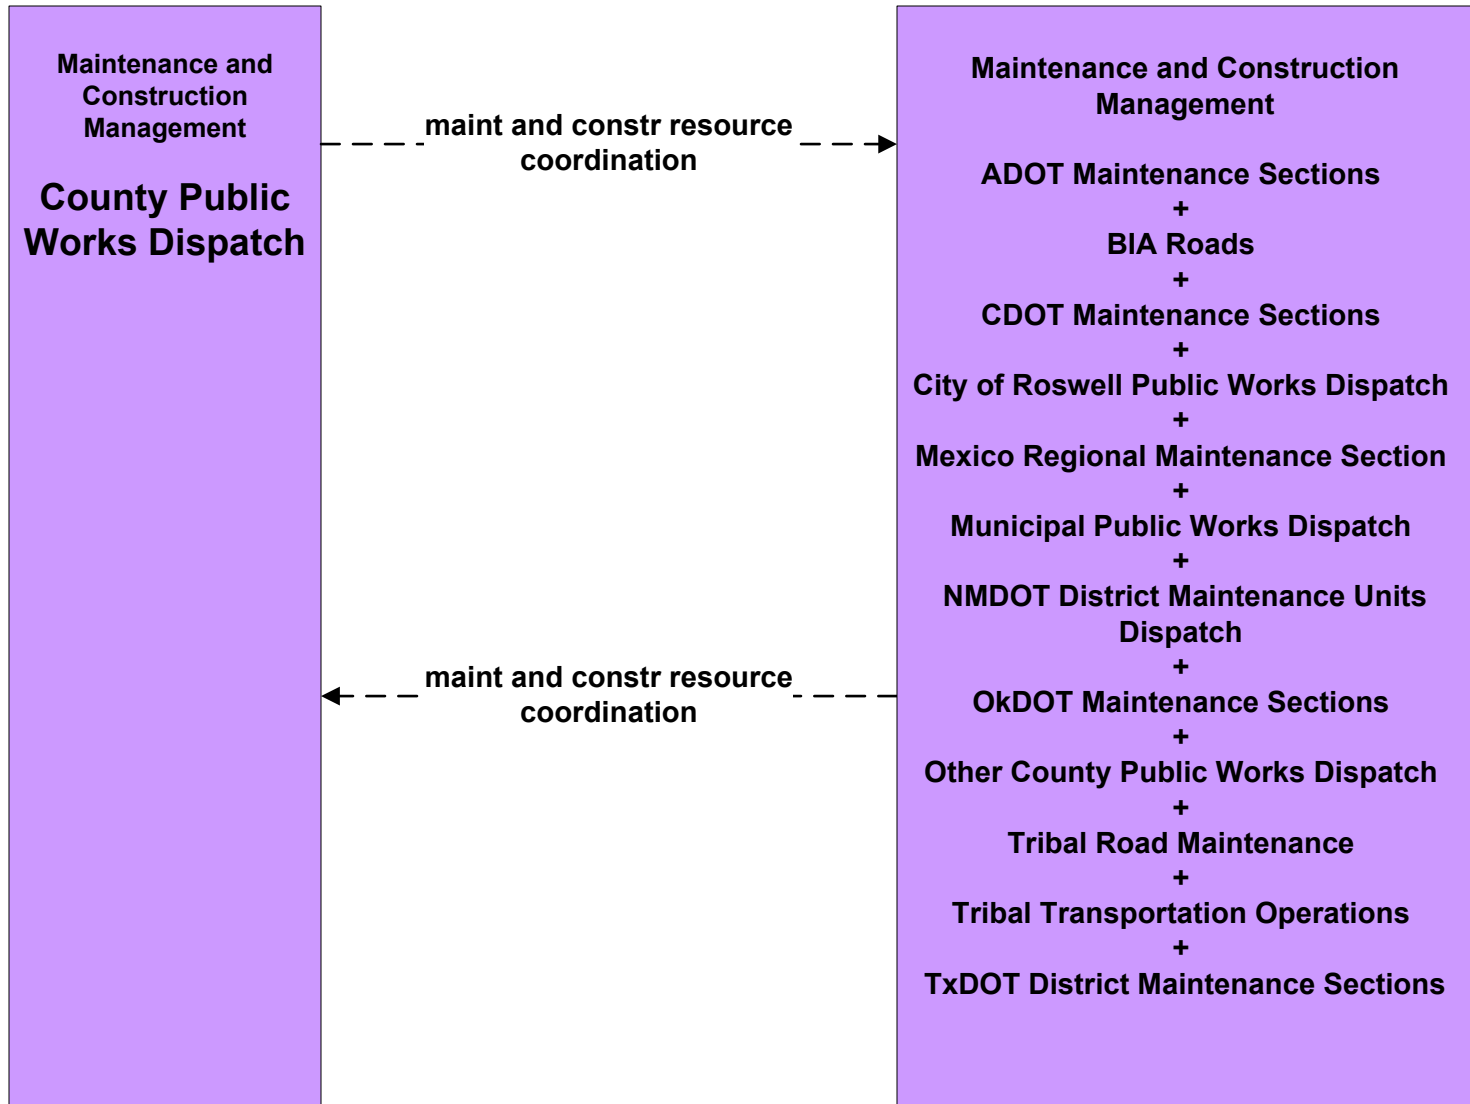 Maintenance and
Construction
Management
County Public
Works Dispatch
maint and constr resource
coordination
maint and constr resource
coordination
Maintenance and Construction
Management
ADOT Maintenance Sections
+
BIA Roads
+
CDOT Maintenance Sections
+
City of Roswell Public Works Dispatch
+
Mexico Regional Maintenance Section
+
Municipal Public Works Dispatch
+
NMDOT District Maintenance Units
Dispatch
+
OkDOT Maintenance Sections
+
Other County Public Works Dispatch
+
Tribal Road Maintenance
+
Tribal Transportation Operations
+
TxDOT District Maintenance Sections